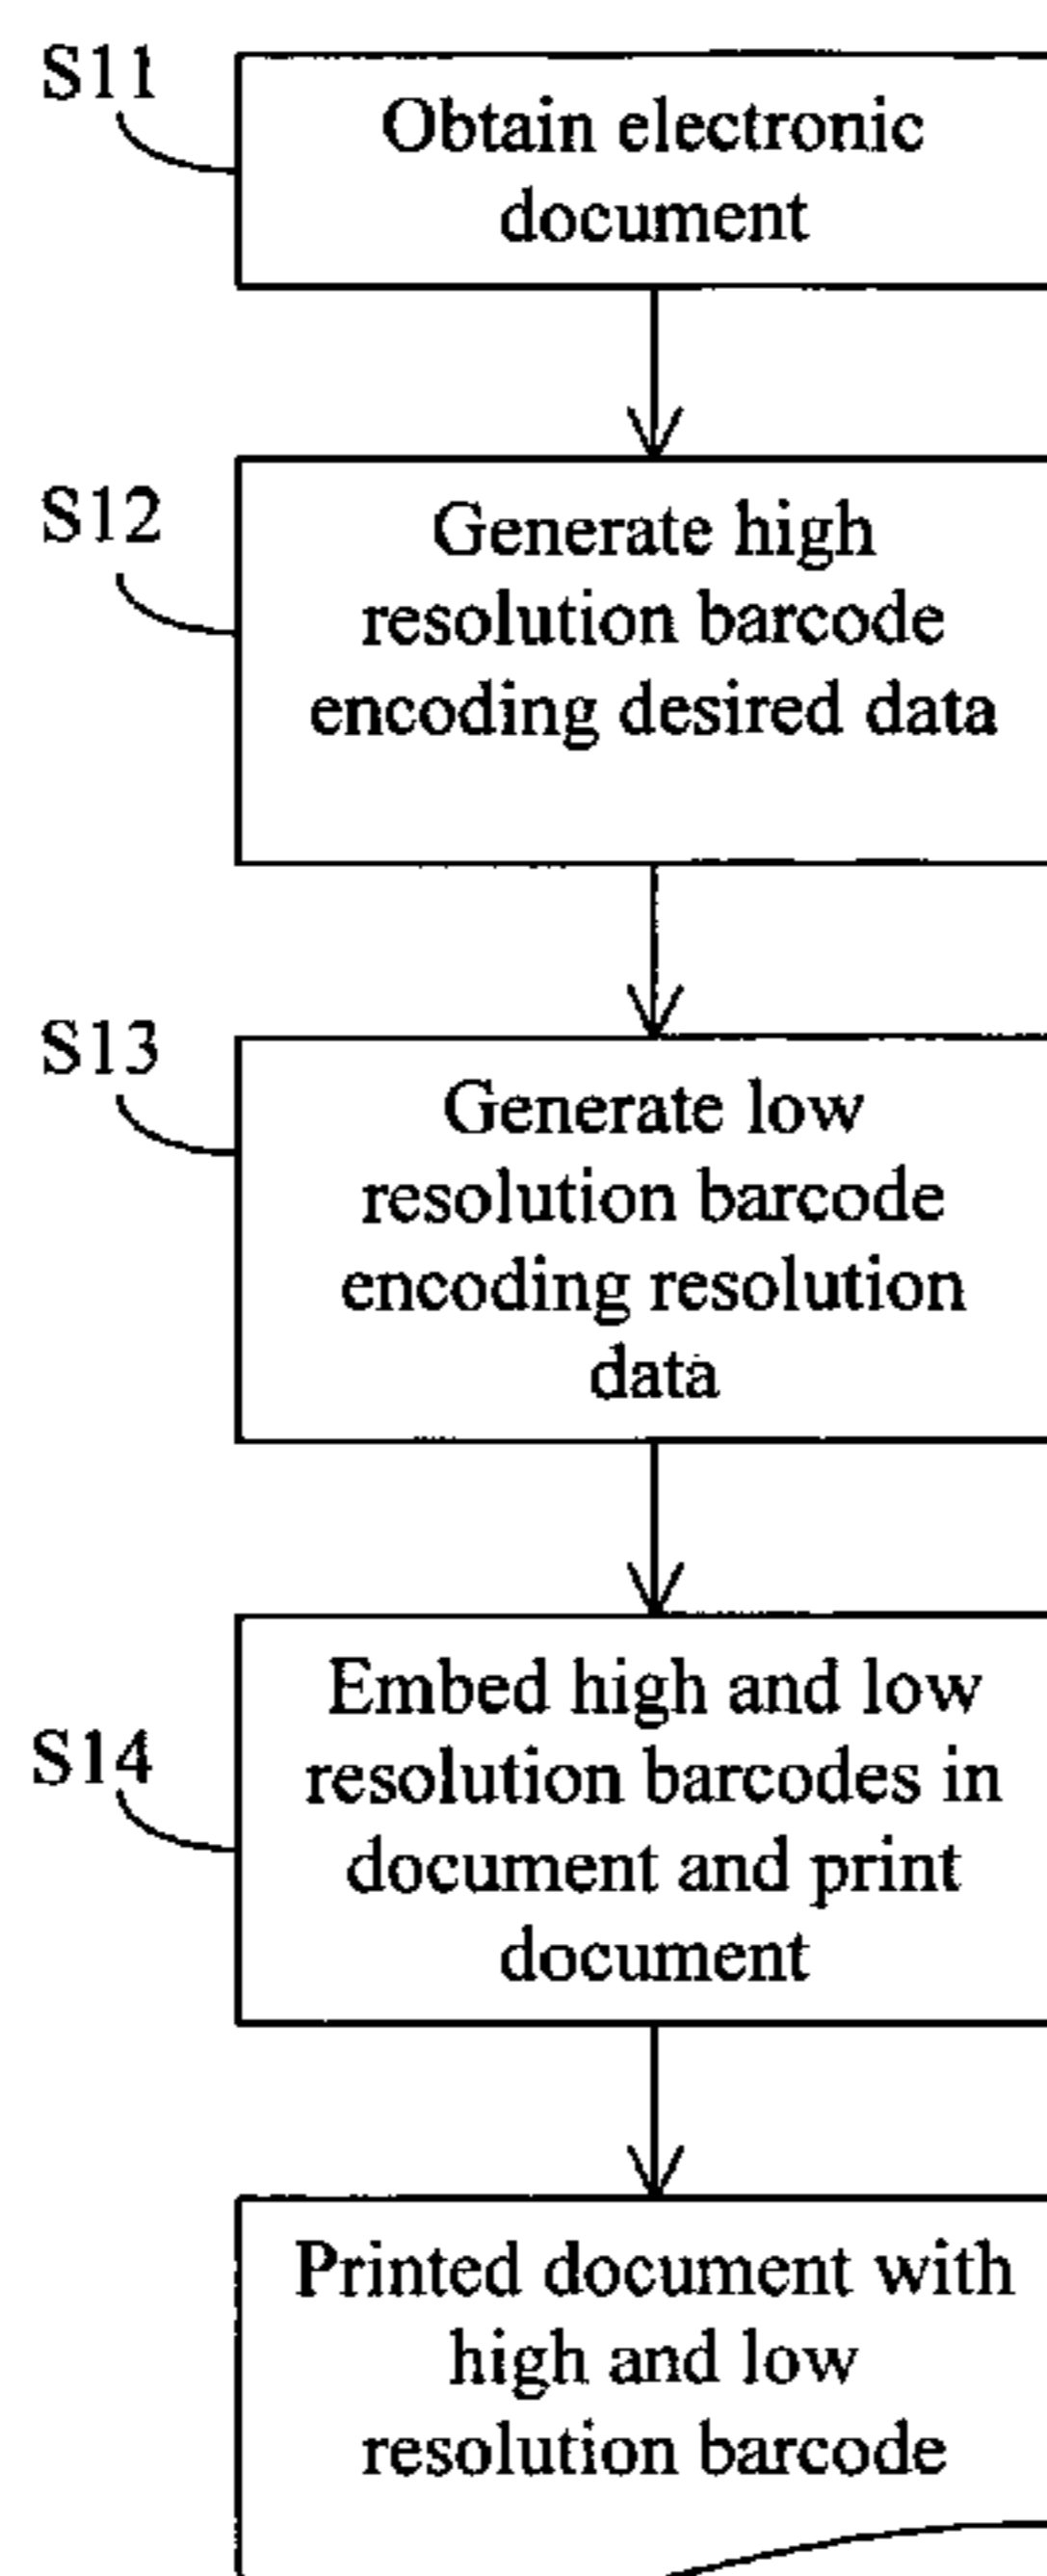 S11
Obtain electronic
document
S12
Generate high
resolution barcode
encoding desired data
S13
Generate low
resolution barcode
encoding resolution
data
S14
Embed high and low
resolution barcodes in
document and print
document
Printed document with
high and low
resolution barcode